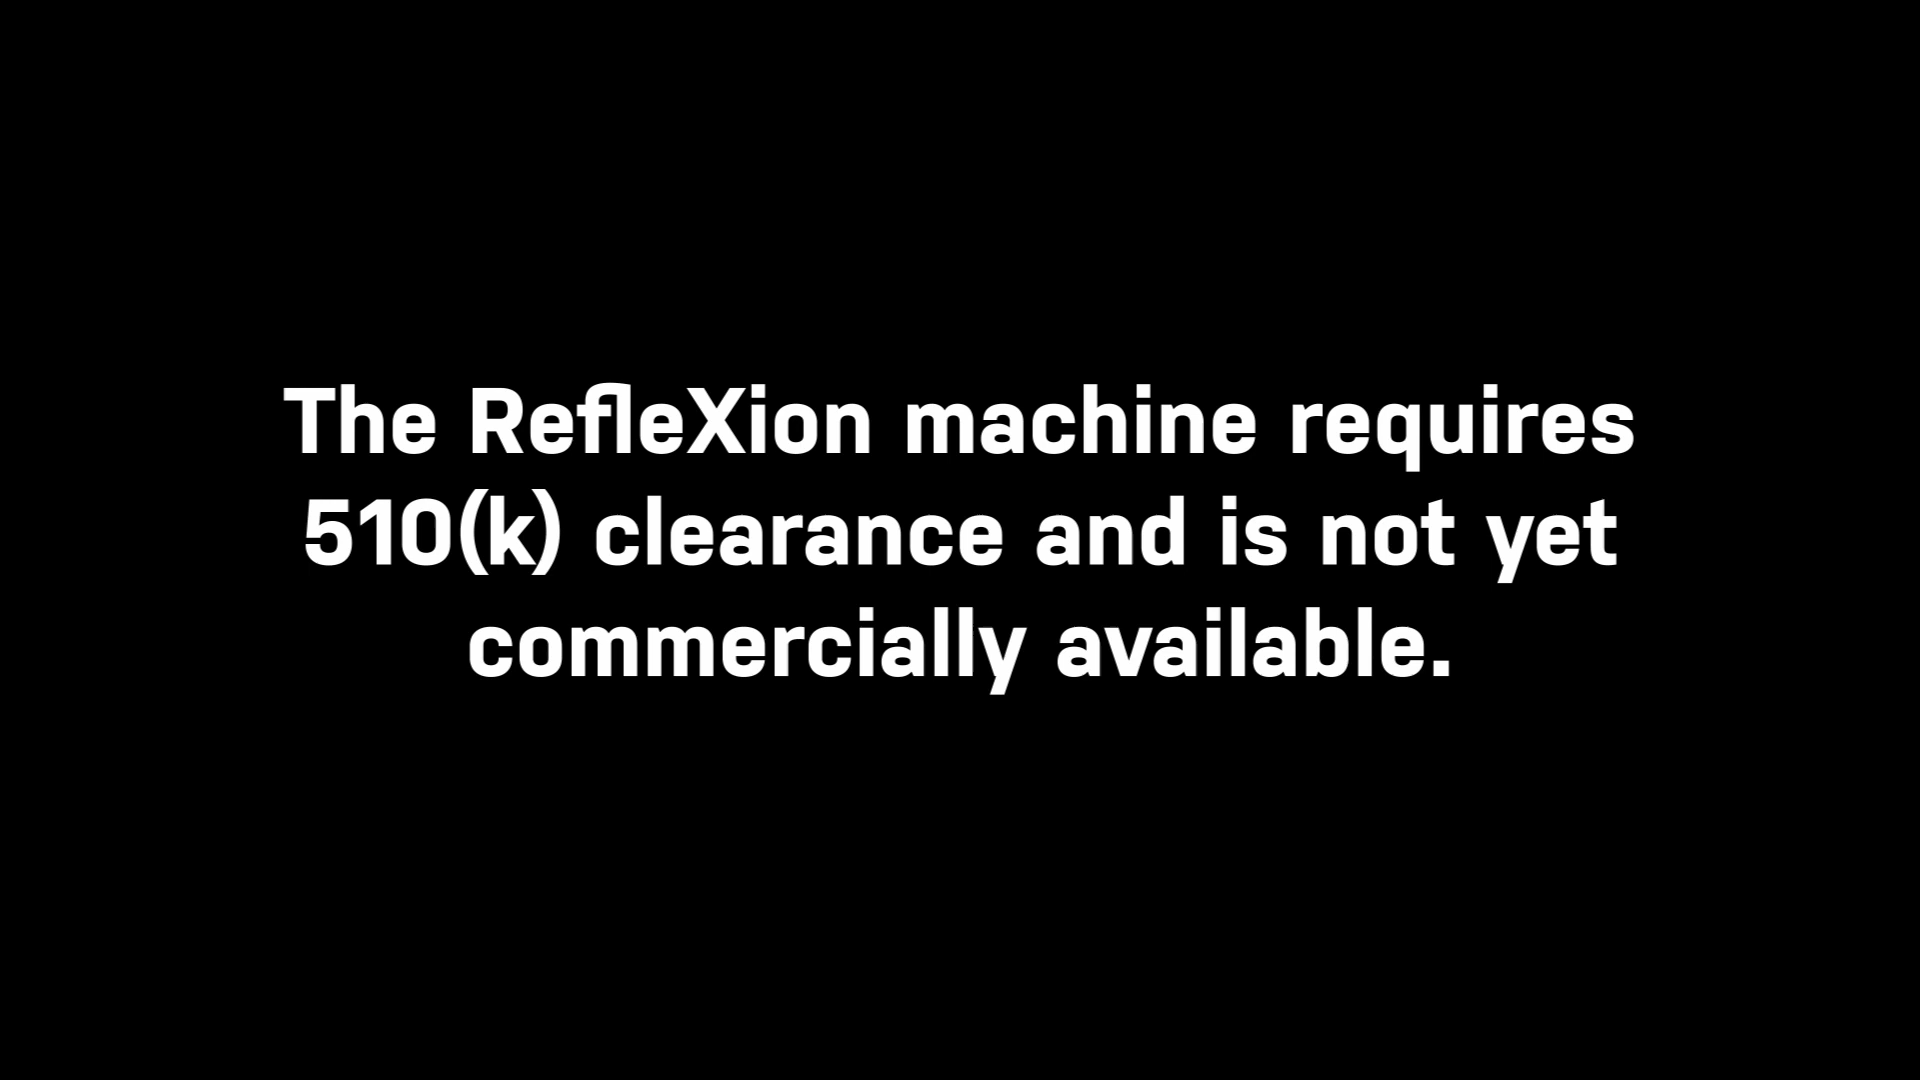 The RefleXion machine requires
510(k) clearance and is not yet
commercially available.